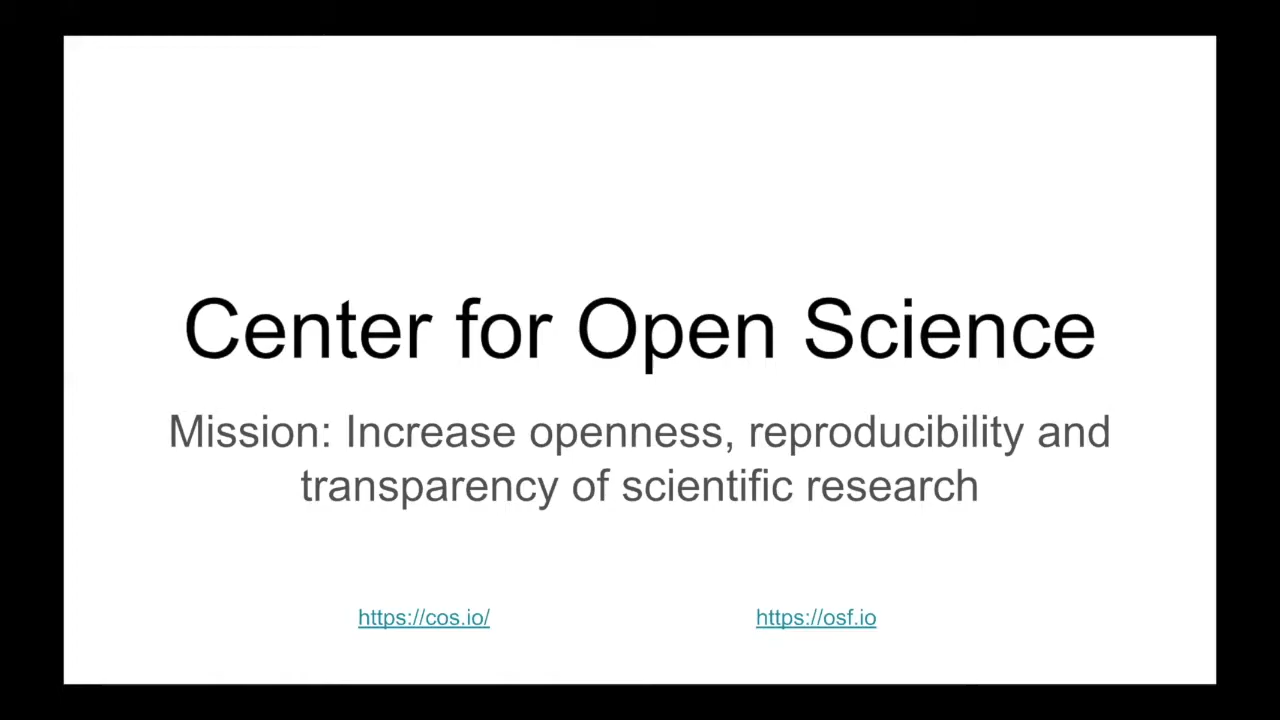 Center for Open Science
Mission: Increase openness, reproducibility and
transparency of scientific research
https://cos.io/ https://osf.io